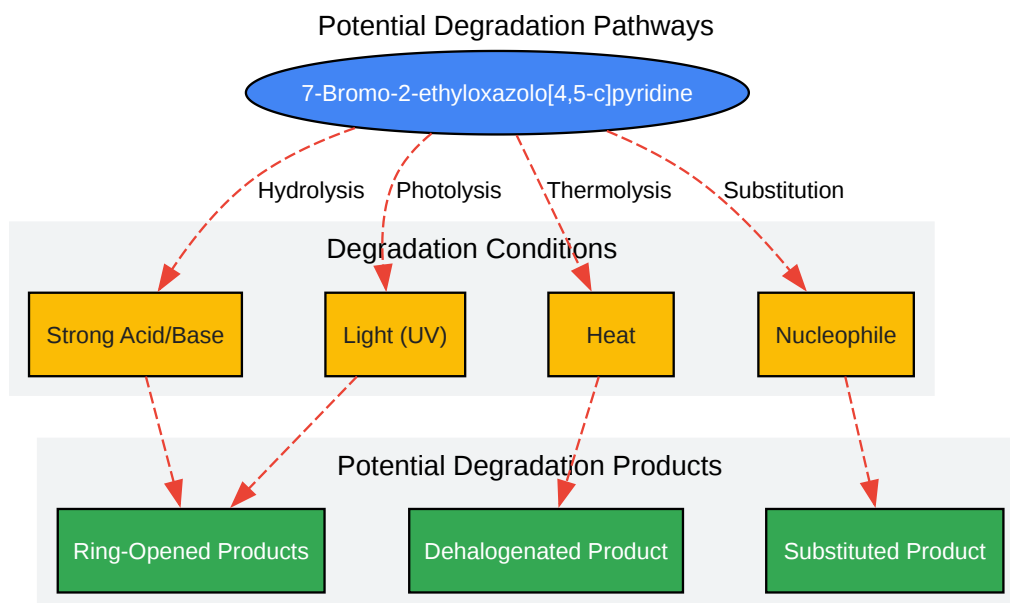 Potential Degradation Pathways
7-Bromo-2-ethyloxazolo[4,5-c]pyridine
Hydrolysis
Photolysis
Thermolysis
Substitution
Degradation Conditions
Strong Acid/Base
Light (UV)
Heat
Nucleophile
Potential Degradation Products
Ring-Opened Products
Dehalogenated Product
Substituted Product